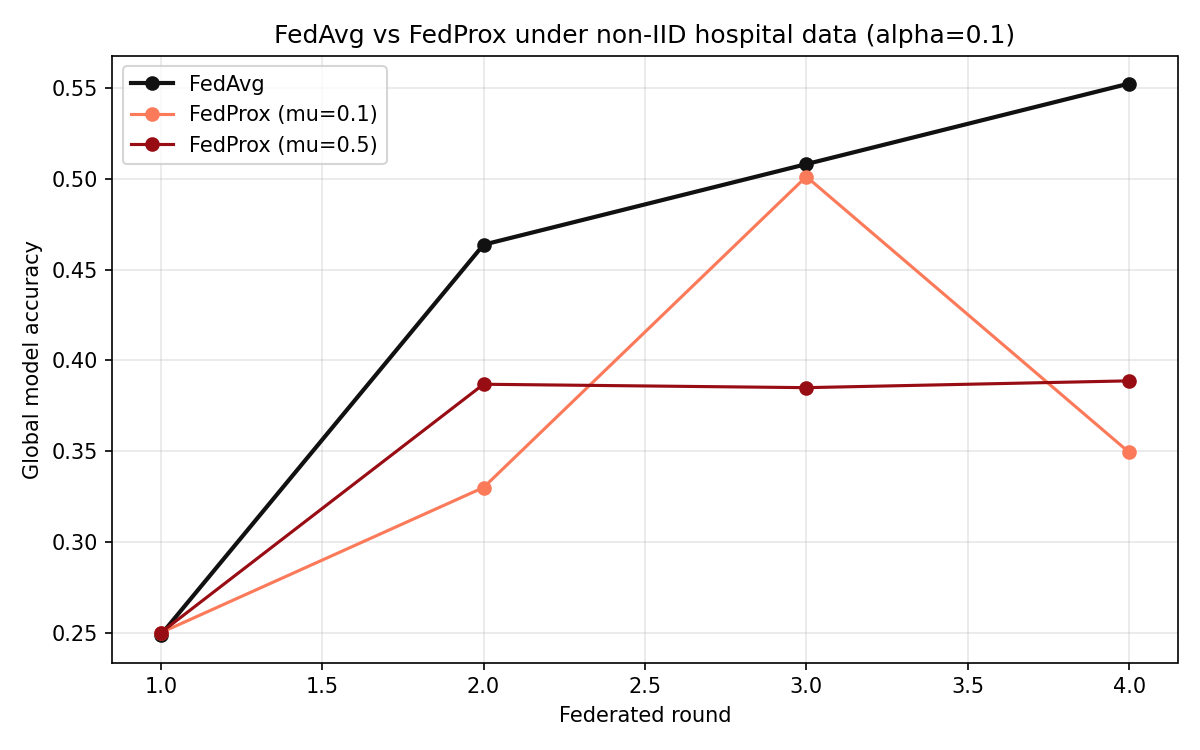 FedAvg vs FedProx under non-IID hospital data (alpha=0.1)
FedAvg
FedProx (mu=0.1)
FedProx (mu=0.5)
Global model accuracy
0.55
0.50
0.45
0.40
0.35
0.30
0.25
1.0 1.5 2.0 2.5 3.0 3.5 4.0
Federated round